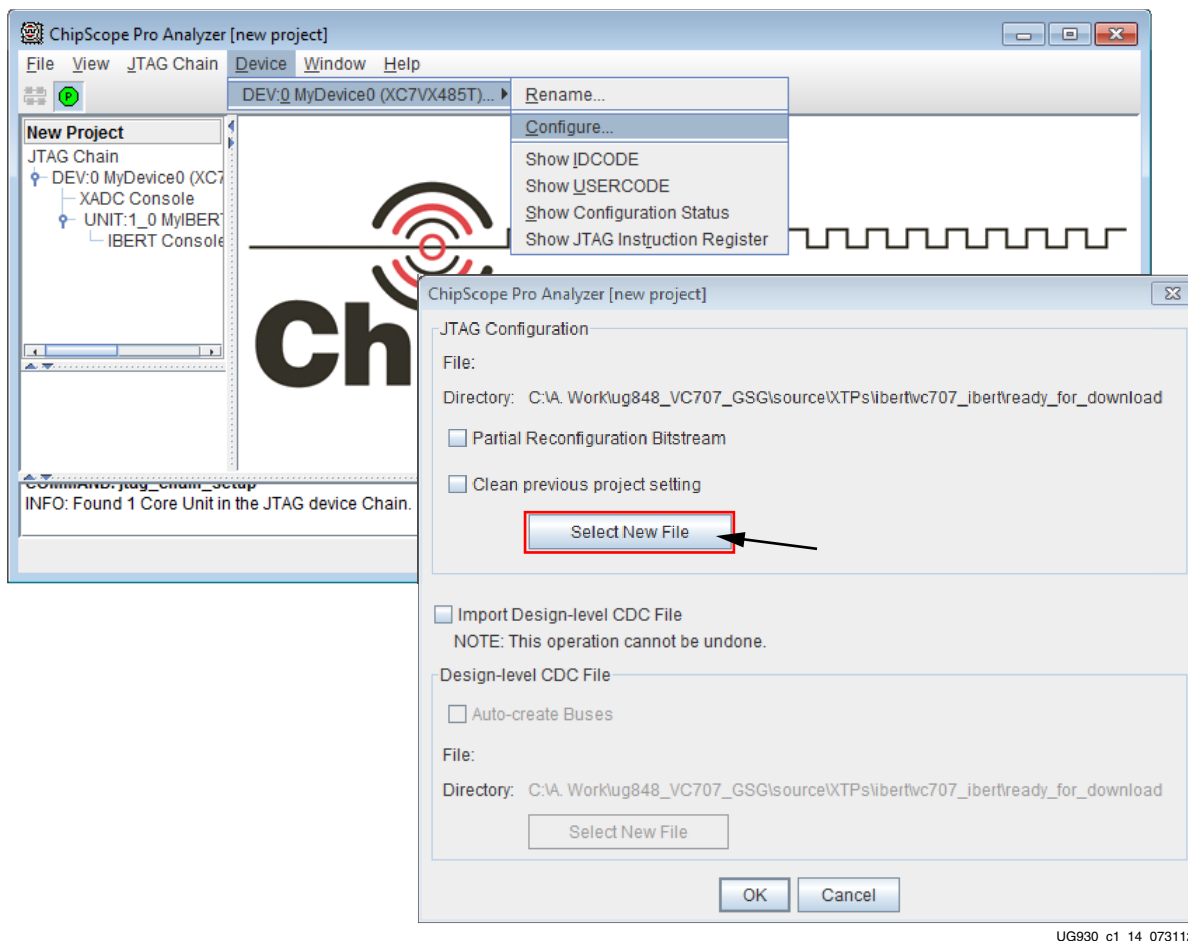 ChipScope Pro Analyzer [new project]
File View JTAG Chain Device Window Help
DEV:0 MyDevice0 (XC7VX485T)...
Rename...
Configure...
Show IDCODE
Show USERCODE
Show Configuration Status
Show JTAG Instruction Register
New Project
JTAG Chain
DEV:0 MyDevice0 (XC7
XADC Console
UNIT:1_0 MyIBER
IBERT Console
Ch
COMMAND: jtag_chain_setup
INFO: Found 1 Core Unit in the JTAG device Chain.
ChipScope Pro Analyzer [new project]
JTAG Configuration
File:
Directory: C:\A. Work\ug848_VC707_GSG\source\XTPs\ibert\vc707_ibert\ready_for_download
Partial Reconfiguration Bitstream
Clean previous project setting
Select New File
Import Design-level CDC File
NOTE: This operation cannot be undone.
Design-level CDC File
Auto-create Buses
File:
Directory: C:\A. Work\ug848_VC707_GSG\source\XTPs\ibert\vc707_ibert\ready_for_download
Select New File
OK Cancel
UG930_c1_14_073112